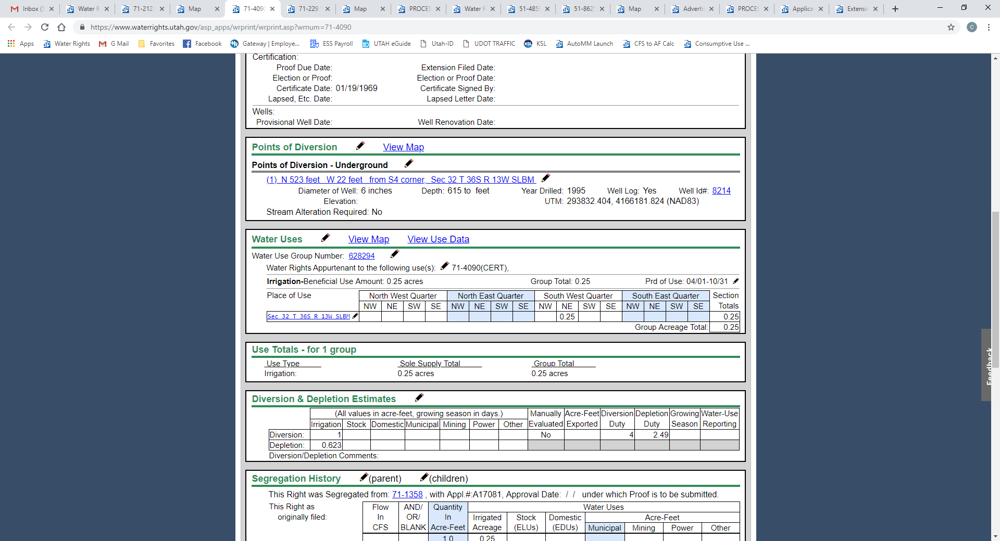 Inbox (5
Water R
71-212
Map
71-4090
71-229
Map
PROCES
Water R
51-4859
51-862
Map
Adverti
PROCES
Applica
Extensio
https://www.waterrights.utah.gov/asp_apps/wrprint/wrprint.asp?wrnum=71-4090
C
Apps Water Rights G Mail Favorites Facebook Gateway | Employe... ESS Payroll UTAH eGuide Utah-ID UDOT TRAFFIC KSL AutoMM Launch CFS to AF Calc Consumptive Use ...
Certification:
Proof Due Date: Extension Filed Date:
Election or Proof: Election or Proof Date:
Certificate Date: 01/19/1969 Certificate Signed By:
Lapsed, Etc. Date: Lapsed Letter Date:
Wells:
Provisional Well Date: Well Renovation Date:
Points of Diversion View Map
Points of Diversion - Underground
(1) N 523 feet W 22 feet from S4 corner, Sec 32 T 36S R 13W SLBM
Diameter of Well: 6 inches Depth: 615 to feet Year Drilled: 1995 Well Log: Yes Well Id#: 8214
Elevation: UTM: 293832.404, 4166181.824 (NAD83)
Stream Alteration Required: No
Water Uses View Map View Use Data
Water Use Group Number: 628294
Water Rights Appurtenant to the following use(s): 71-4090(CERT),
Irrigation-Beneficial Use Amount: 0.25 acres Group Total: 0.25 Prd of Use: 04/01-10/31
Place of Use North West Quarter North East Quarter South West Quarter South East Quarter Section
NW NE SW SE NW NE SW SE NW NE SW SE NW NE SW SE Totals
Sec 32 T 36S R 13W SLBM 0.25 0.25
Group Acreage Total: 0.25
Use Totals - for 1 group
Use Type Sole Supply Total Group Total
Irrigation: 0.25 acres 0.25 acres
Feedback
Diversion & Depletion Estimates
(All values in acre-feet, growing season in days.) Manually Acre-Feet Diversion Depletion Growing Water-Use
Irrigation Stock Domestic Municipal Mining Power Other Evaluated Exported Duty Duty Season Reporting
Diversion: 1 No 4 2.49
Depletion: 0.623
Diversion/Depletion Comments:
Segregation History (parent) (children)
This Right was Segregated from: 71-1358 , with Appl.#:A17081, Approval Date: / / under which Proof is to be submitted.
This Right as Flow AND/ Quantity Water Uses
originally filed: In OR/ In Irrigated Stock Domestic Acre-Feet
CFS BLANK Acre-Feet Acreage (ELUs) (EDUs) Municipal Mining Power Other
1.0 0.25